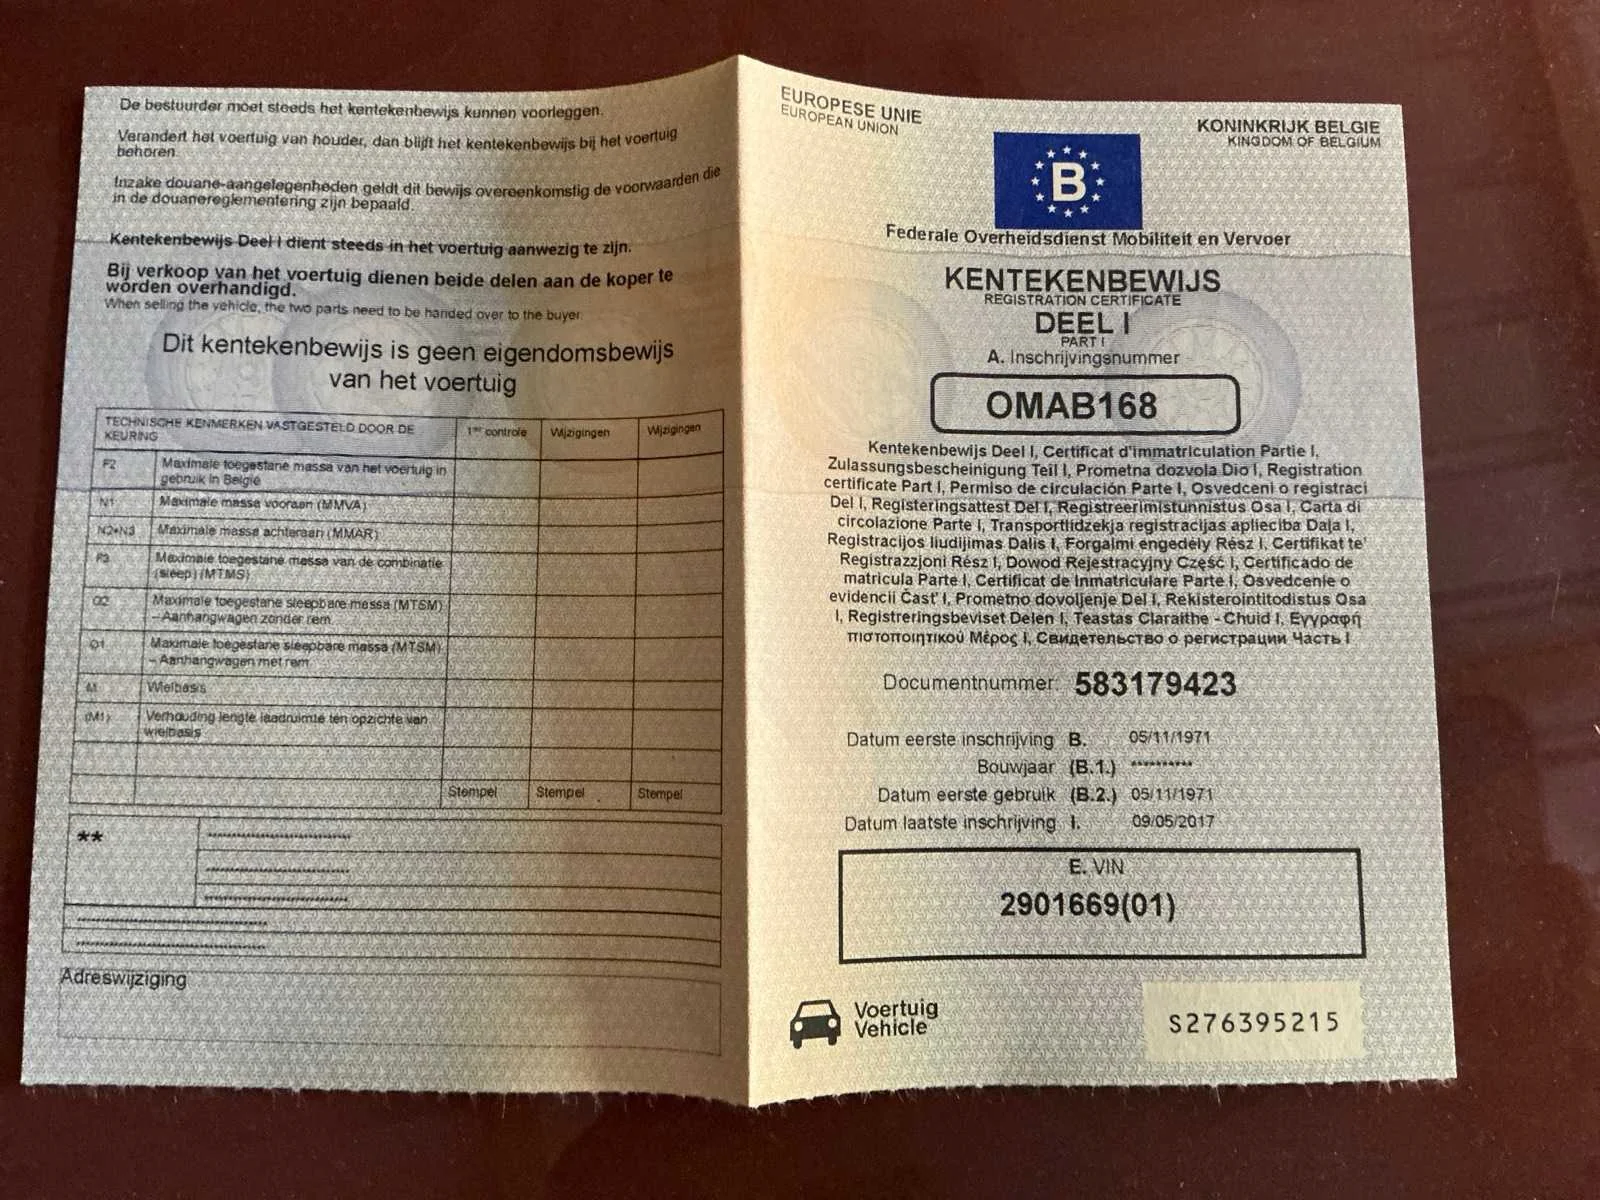 De bestuurder moet steeds het kentekenbewijs kunnen voorleggen.
Verandert het voertuig van houder, dan blijft het kentekenbewijs bij het voertuig
behoren.
Inzake douane-aangelegenheden geldt dit bewijs overeenkomstig de voorwaarden die
in de douanereglementering zijn bepaald.
Kentekenbewijs Deel I dient steeds in het voertuig aanwezig te zijn.
Bij verkoop van het voertuig dienen beide delen aan de koper te
worden overhandigd.
When selling the vehicle, the two parts need to be handed over to the buyer.
Dit kentekenbewijs is geen eigendomsbewijs
van het voertuig
TECHNISCHE KENMERKEN VASTGESTELD DOOR DE
KEURING
1ste controle
Wijzigingen
Wijzigingen
F2 Maximale toegestane massa van het voertuig in
gebruik in België
N1 Maximale massa vooraan (MMVA)
N2+N3 Maximale massa achteraan (MMAR)
F3 Maximale toegestane massa van de combinatie
(sleep) (MTMS)
O2 Maximale toegestane sleepbare massa (MTSM)
– Aanhangwagen zonder rem
O1 Maximale toegestane sleepbare massa (MTSM)
– Aanhangwagen met rem
M Wielbasis
(M1) Verhouding lengte laadruimte ten opzichte van
wielbasis
Stempel Stempel Stempel
**
Adreswijziging
EUROPESE UNIE
EUROPEAN UNION
KONINKRIJK BELGIE
KINGDOM OF BELGIUM
B
Federale Overheidsdienst Mobiliteit en Vervoer
KENTEKENBEWIJS
REGISTRATION CERTIFICATE
DEEL I
PART I
A. Inschrijvingsnummer
OMAB168
Kentekenbewijs Deel I, Certificat d'immatriculation Partie I,
Zulassungsbescheinigung Teil I, Prometna dozvola Dio I, Registration
certificate Part I, Permiso de circulación Parte I, Osvedceni o registraci
Del I, Registeringsattest Del I, Registreerimistunnistus Osa I, Carta di
circolazione Parte I, Transportlidzekja registracijas aplieciba Daļa I,
Registracijos liudijimas Dalis I, Forgalmi engedély Rész I, Certifikat te'
Registrazzjoni Rész I, Dowod Rejestracyjny Część I, Certificado de
matricula Parte I, Certificat de Inmatriculare Parte I, Osvedcenie o
evidencii Čast' I, Prometno dovoljenje Del I, Rekisterointitodistus Osa
I, Registreringsbeviset Delen I, Teastas Claraithe - Chuid I, Εγγραφή
πιστοποιητικού Μέρος I, Свидетельство о регистрации Часть I
Documentnummer: 583179423
Datum eerste inschrijving B. 05/11/1971
Bouwjaar (B.1.) **********
Datum eerste gebruik (B.2.) 05/11/1971
Datum laatste inschrijving I. 09/05/2017
E. VIN
2901669(01)
Voertuig
Vehicle
S276395215